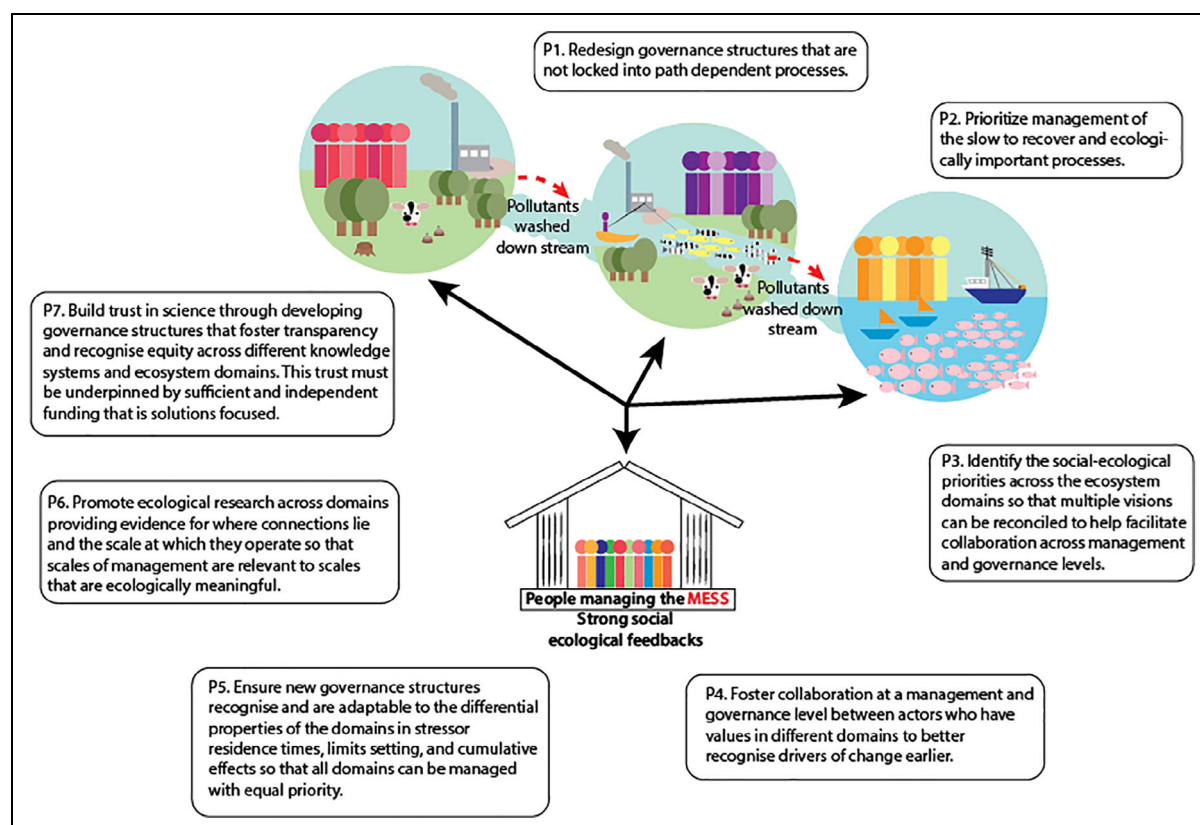 P1. Redesign governance structures that are
not locked into path dependent processes.
P2. Prioritize management of
the slow to recover and ecologi-
cally important processes.
Pollutants
washed
down stream
Pollutants
washed down
stream
P7. Build trust in science through developing
governance structures that foster transparency
and recognise equity across different knowledge
systems and ecosystem domains. This trust must
be underpinned by sufficient and independent
funding that is solutions focused.
P3. Identify the social-ecological
priorities across the ecosystem
domains so that multiple visions
can be reconciled to help facilitate
collaboration across management
and governance levels.
P6. Promote ecological research across domains
providing evidence for where connections lie
and the scale at which they operate so that
scales of management are relevant to scales
that are ecologically meaningful.
People managing the MESS
Strong social
ecological feedbacks
P5. Ensure new governance structures
recognise and are adaptable to the differential
properties of the domains in stressor
residence times, limits setting, and cumulative
effects so that all domains can be managed
with equal priority.
P4. Foster collaboration at a management and
governance level between actors who have
values in different domains to better
recognise drivers of change earlier.